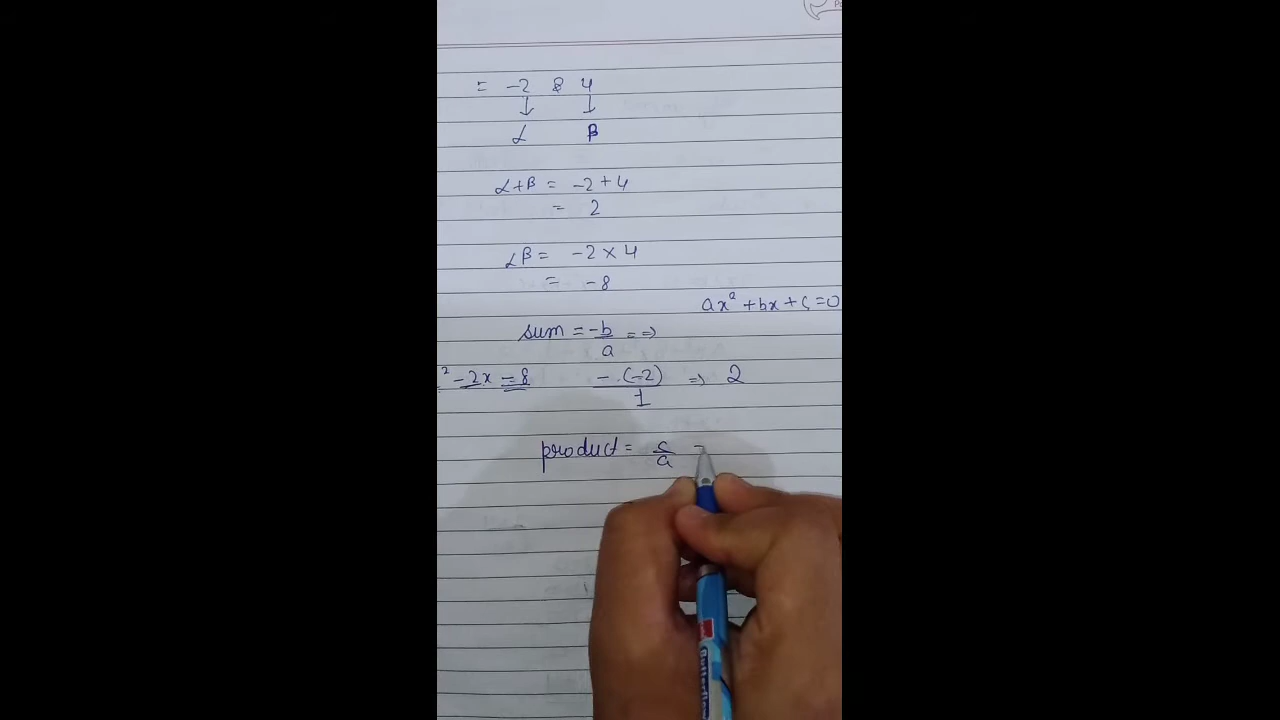 = -2 & 4
↓ ↓
α β
α+β = -2+4
= 2
αβ = -2×4
= -8
ax² + bx + c = 0
sum = -b/a = ⇒
² - 2x = 8 -(-2)/1 ⇒ 2
product = c/a =